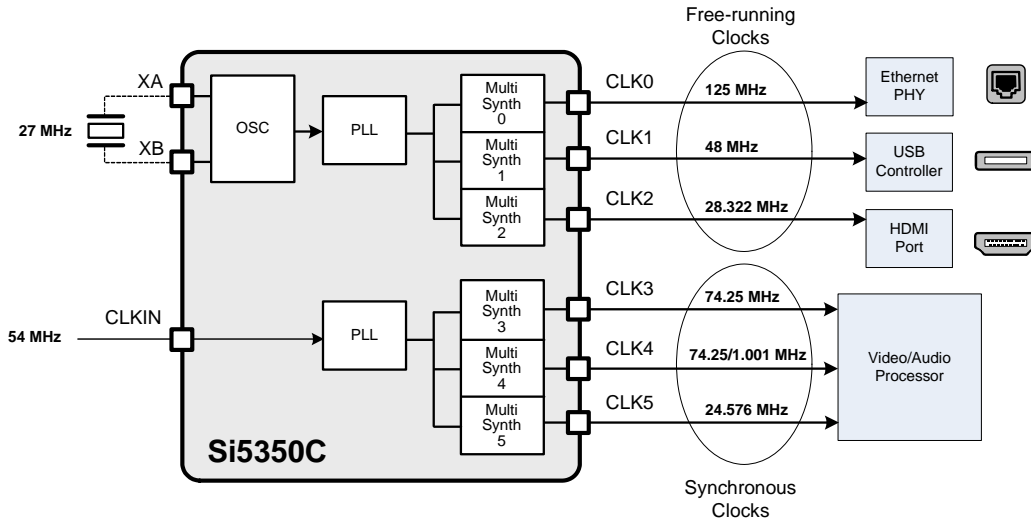 Free-running
Clocks
XA
XB
27 MHz
OSC
PLL
Multi
Synth
0
Multi
Synth
1
Multi
Synth
2
CLK0
125 MHz
Ethernet
PHY
CLK1
48 MHz
USB
Controller
CLK2
28.322 MHz
HDMI
Port
CLKIN
54 MHz
PLL
Multi
Synth
3
Multi
Synth
4
Multi
Synth
5
CLK3
74.25 MHz
CLK4
74.25/1.001 MHz
CLK5
24.576 MHz
Video/Audio
Processor
Si5350C
Synchronous
Clocks